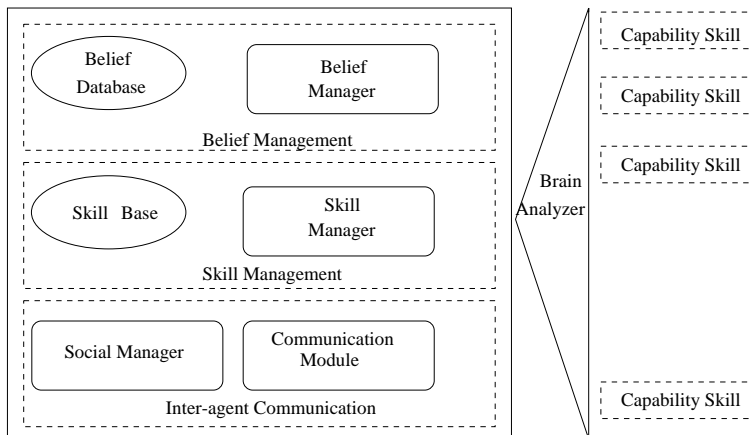 Belief
Database
Belief
Manager
Belief Management
Skill Base
Skill
Manager
Skill Management
Social Manager
Communication
Module
Inter-agent Communication
Brain
Analyzer
Capability Skill
Capability Skill
Capability Skill
Capability Skill